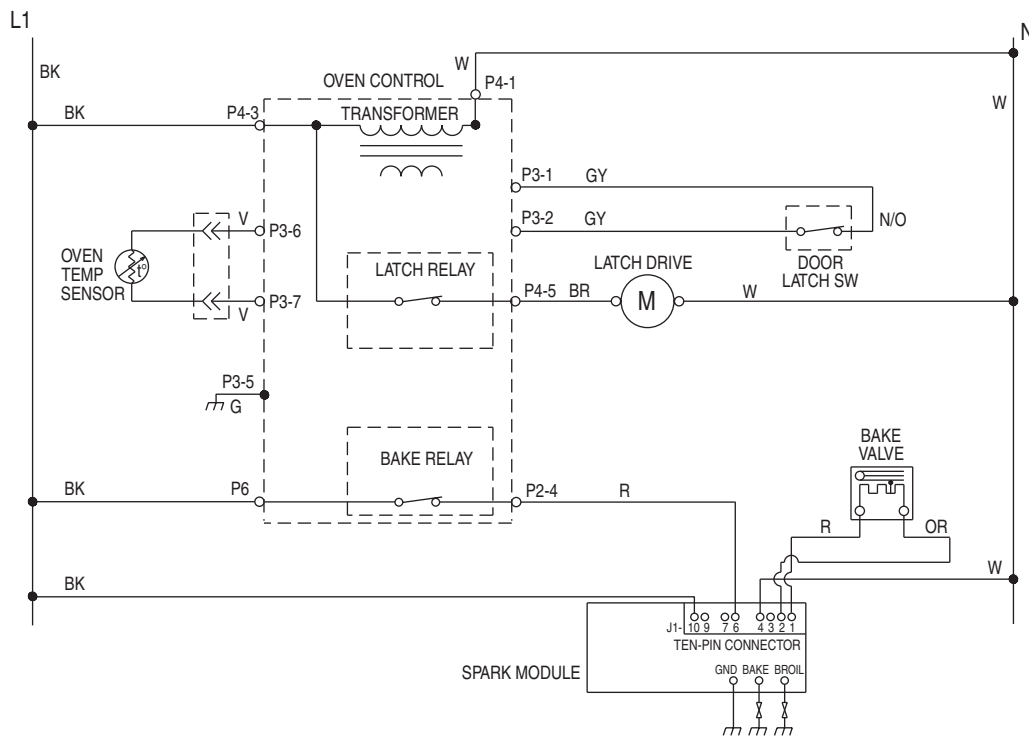 L1
N
BK
W
P4-1
OVEN CONTROL
BK
P4-3
TRANSFORMER
W
P3-1
GY
V
P3-6
P3-2
GY
N/O
OVEN
TEMP
SENSOR
t°
LATCH RELAY
LATCH DRIVE
DOOR
LATCH SW
V
P3-7
P4-5
BR
M
W
P3-5
G
BAKE RELAY
BAKE
VALVE
BK
P6
P2-4
R
R
OR
BK
W
J1-
10
9
7
6
4
3
2
1
TEN-PIN CONNECTOR
SPARK MODULE
GND
BAKE
BROIL